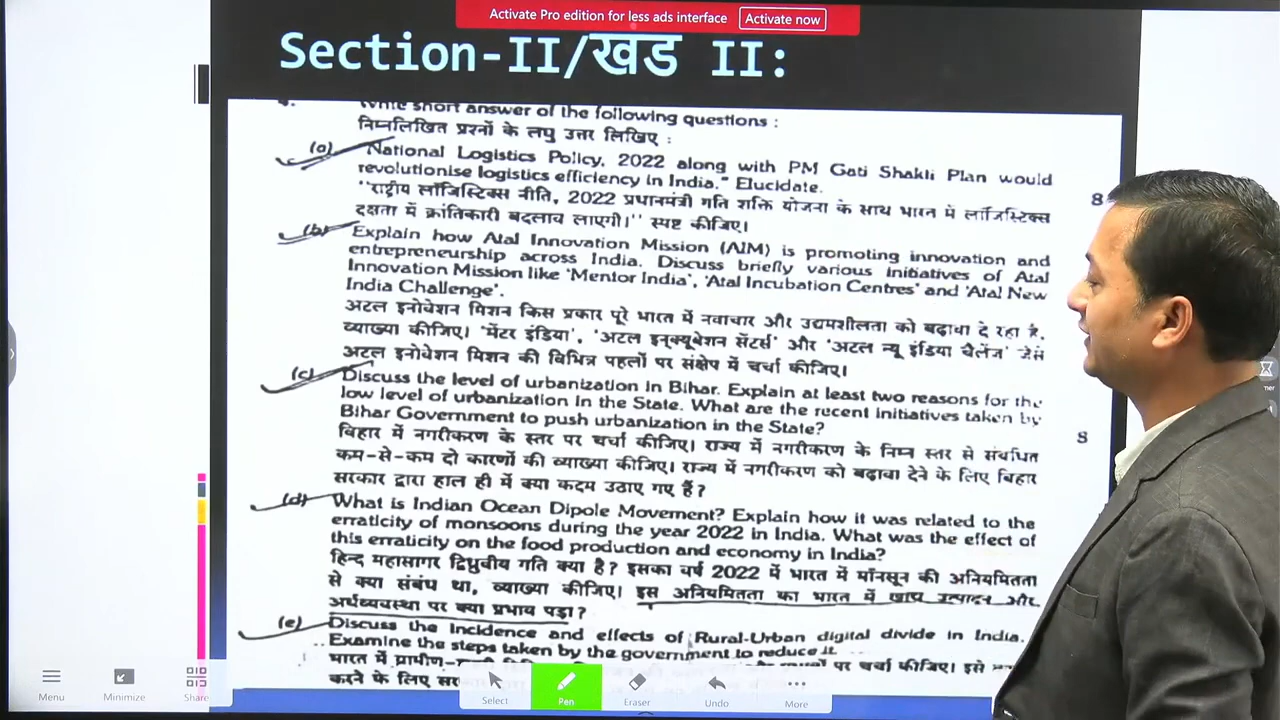 Activate Pro edition for less ads interface Activate now
Section-II/खंड II:
Write short answer of the following questions :
निम्नलिखित प्रश्नों के लघु उत्तर लिखिए :
(a) National Logistics Policy, 2022 along with PM Gati Shakti Plan would
revolutionise logistics efficiency in India." Elucidate. 8
"राष्ट्रीय लॉजिस्टिक्स नीति, 2022 प्रधानमंत्री गति शक्ति योजना के साथ भारत में लॉजिस्टिक्स
दक्षता में क्रांतिकारी बदलाव लाएगी।" स्पष्ट कीजिए।
(b) Explain how Atal Innovation Mission (AIM) is promoting innovation and
entrepreneurship across India. Discuss briefly various initiatives of Atal
Innovation Mission like 'Mentor India', 'Atal Incubation Centres' and 'Atal New
India Challenge'.
अटल इनोवेशन मिशन किस प्रकार पूरे भारत में नवाचार और उद्यमशीलता को बढ़ावा दे रहा है,
व्याख्या कीजिए। 'मेंटर इंडिया', 'अटल इन्क्यूबेशन सेंटर्स' और 'अटल न्यू इंडिया चैलेंज' जैसे
अटल इनोवेशन मिशन की विभिन्न पहलों पर संक्षेप में चर्चा कीजिए।
(c) Discuss the level of urbanization in Bihar. Explain at least two reasons for the
low level of urbanization in the State. What are the recent initiatives taken by
Bihar Government to push urbanization in the State? 8
बिहार में नगरीकरण के स्तर पर चर्चा कीजिए। राज्य में नगरीकरण के निम्न स्तर से संबंधित
कम-से-कम दो कारणों की व्याख्या कीजिए। राज्य में नगरीकरण को बढ़ावा देने के लिए बिहार
सरकार द्वारा हाल ही में क्या कदम उठाए गए हैं?
(d) What is Indian Ocean Dipole Movement? Explain how it was related to the
erraticity of monsoons during the year 2022 in India. What was the effect of
this erraticity on the food production and economy in India?
हिन्द महासागर द्विध्रुवीय गति क्या है? इसका वर्ष 2022 में भारत में मॉनसून की अनियमितता
से क्या संबंध था, व्याख्या कीजिए। इस अनियमितता का भारत में खाद्य उत्पादन और
अर्थव्यवस्था पर क्या प्रभाव पड़ा?
(e) Discuss the incidence and effects of Rural-Urban digital divide in India.
Examine the steps taken by the government to reduce it.
भारत में ग्रामीण- पर चर्चा कीजिए। इसे
करने के लिए
Menu Minimize Share Select Pen Eraser Undo More